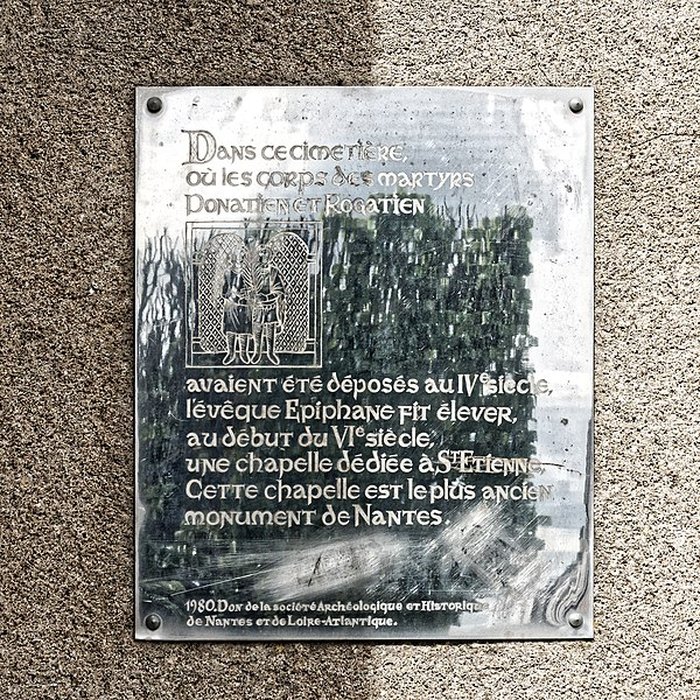 Dans ce cimetière,
où les corps des martyrs
Donatien et Rogatien
avaient été déposés au IVe siècle,
l'évêque Epiphane fit élever,
au début du VIe siècle,
une chapelle dédiée à St Etienne,
Cette chapelle est le plus ancien
monument de Nantes.
1980. Don de la société Archéologique et Historique
de Nantes et de Loire-Atlantique.